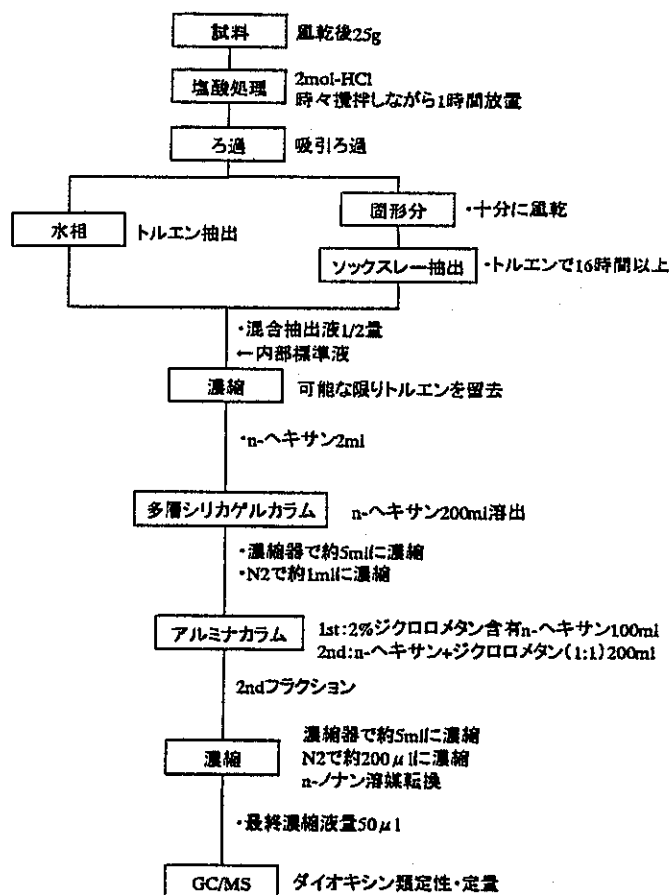 試料 風乾後25g
塩酸処理 2mol-HCl
時々攪拌しながら1時間放置
ろ過 吸引ろ過
固形分 ・十分に風乾
水相 トルエン抽出
ソックスレー抽出 ・トルエンで16時間以上
・混合抽出液1/2量
←内部標準液
濃縮 可能な限りトルエンを留去
・n-ヘキサン2ml
多層シリカゲルカラム n-ヘキサン200ml溶出
・濃縮器で約5mlに濃縮
・N2で約1mlに濃縮
アルミナカラム 1st:2%ジクロロメタン含有n-ヘキサン100ml
2nd:n-ヘキサン+ジクロロメタン(1:1)200ml
2ndフラクション
濃縮器で約5mlに濃縮
濃縮 N2で約200μlに濃縮
n-ノナン溶媒転換
・最終濃縮液量50μl
GC/MS ダイオキシン類定性・定量